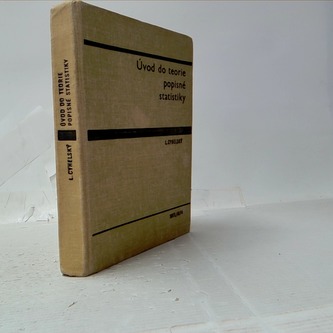 Úvod do teorie
popisné
statistiky
L. CYHELSKÝ
ÚVOD DO TEORIE
POPISNÉ STATISTIKY
L. CYHELSKÝ